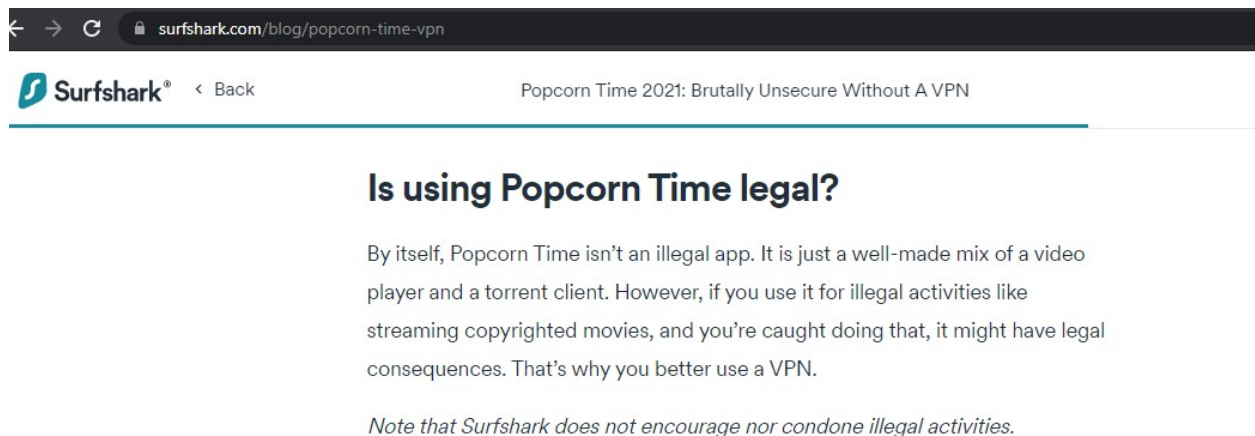 surfshark.com/blog/popcorn-time-vpn
Surfshark® < Back Popcorn Time 2021: Brutally Unsecure Without A VPN
Is using Popcorn Time legal?
By itself, Popcorn Time isn’t an illegal app. It is just a well-made mix of a video
player and a torrent client. However, if you use it for illegal activities like
streaming copyrighted movies, and you’re caught doing that, it might have legal
consequences. That’s why you better use a VPN.
Note that Surfshark does not encourage nor condone illegal activities.